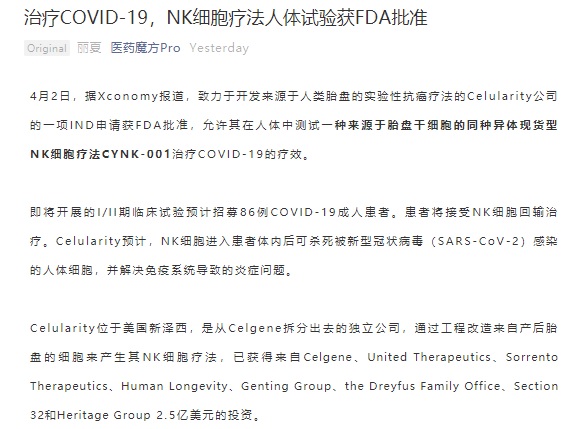 治疗COVID-19，NK细胞疗法人体试验获FDA批准
Original 丽夏 医药魔方Pro Yesterday
4月2日，据Xconomy报道，致力于开发来源于人类胎盘的实验性抗癌疗法的Celularity公司
的一项IND申请获FDA批准，允许其在人体中测试一种来源于胎盘干细胞的同种异体现货型
NK细胞疗法CYNK-001治疗COVID-19的疗效。
即将开展的I/II期临床试验预计招募86例COVID-19成人患者。患者将接受NK细胞回输治
疗。Celularity预计，NK细胞进入患者体内后可杀死被新型冠状病毒（SARS-CoV-2）感染
的人体细胞，并解决免疫系统导致的炎症问题。
Celularity位于美国新泽西，是从Celgene拆分出去的独立公司，通过工程改造来自产后胎
盘的细胞来产生其NK细胞疗法，已获得来自Celgene、United Therapeutics、Sorrento
Therapeutics、Human Longevity、Genting Group、the Dreyfus Family Office、Section
32和Heritage Group 2.5亿美元的投资。